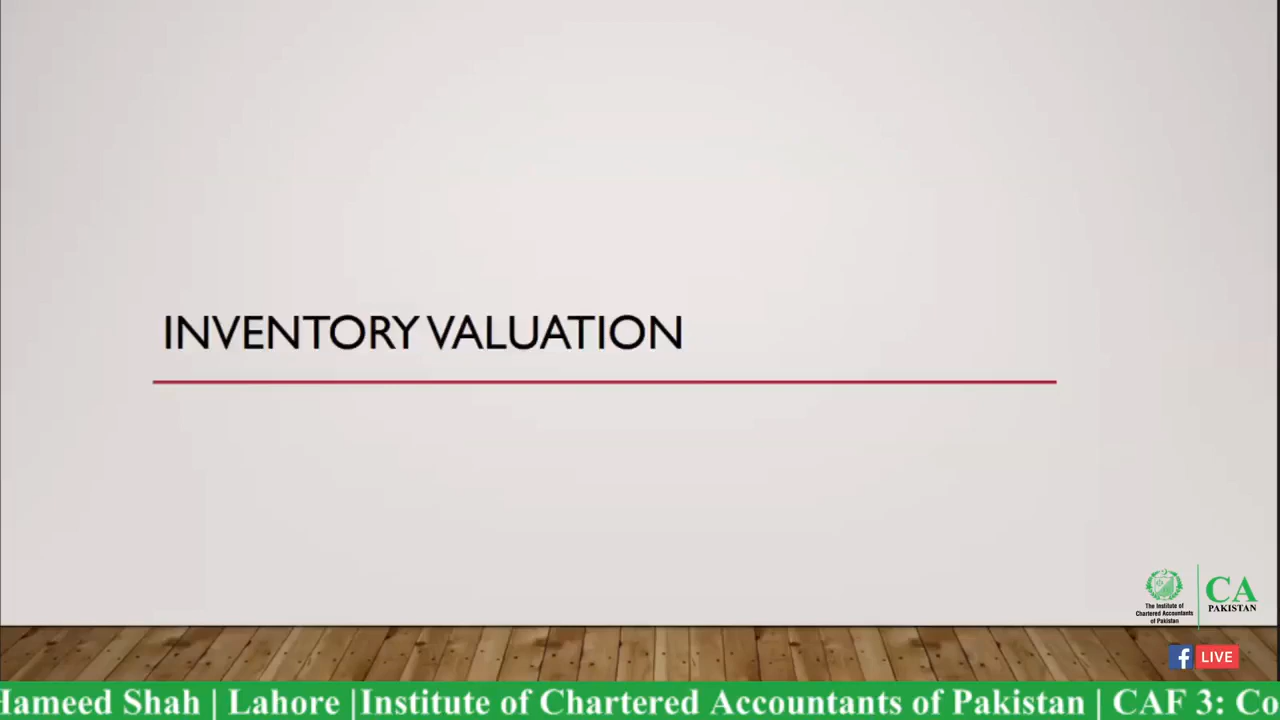 INVENTORY VALUATION
The Institute of
Chartered Accountants
of Pakistan
CA
PAKISTAN
f LIVE
Hameed Shah | Lahore |Institute of Chartered Accountants of Pakistan | CAF 3: Co